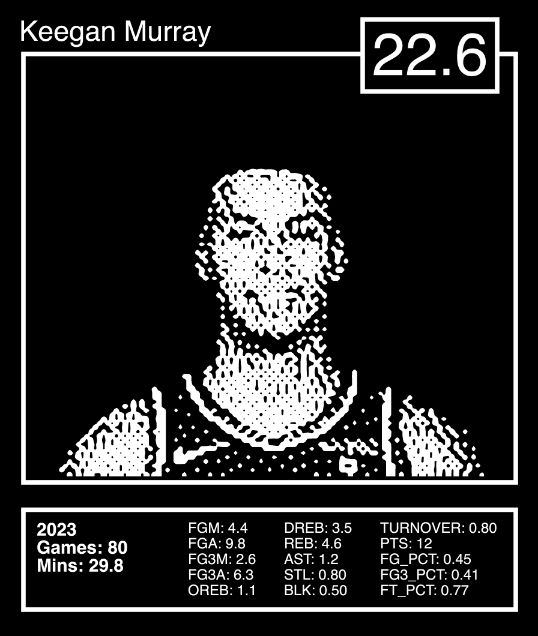 Keegan Murray
22.6
2023
Games: 80
Mins: 29.8
FGM: 4.4
FGA: 9.8
FG3M: 2.6
FG3A: 6.3
OREB: 1.1
DREB: 3.5
REB: 4.6
AST: 1.2
STL: 0.80
BLK: 0.50
TURNOVER: 0.80
PTS: 12
FG_PCT: 0.45
FG3_PCT: 0.41
FT_PCT: 0.77